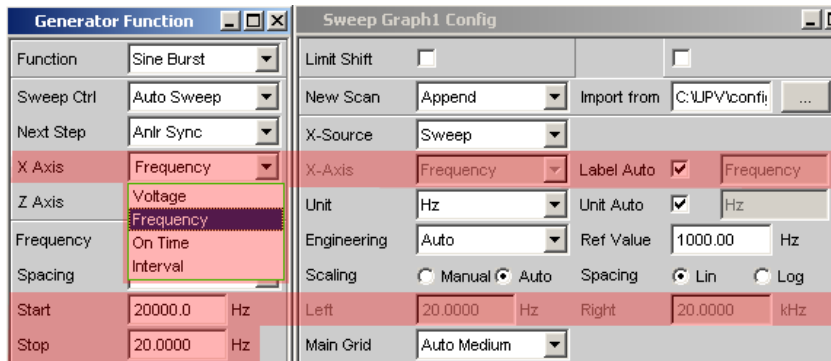 Generator Function
Sweep Graph1 Config
Function Sine Burst
Limit Shift
Sweep Ctrl Auto Sweep
New Scan Append Import from C:\UPV\config ...
Next Step Anlr Sync
X-Source Sweep
X Axis Frequency
X-Axis Frequency Label Auto Frequency
Z Axis
Voltage
Frequency
On Time
Interval
Unit Hz Unit Auto Hz
Frequency
Engineering Auto Ref Value 1000.00 Hz
Spacing
Scaling Manual Auto Spacing Lin Log
Start 20000.0 Hz
Left 20.0000 Hz Right 20.0000 kHz
Stop 20.0000 Hz
Main Grid Auto Medium